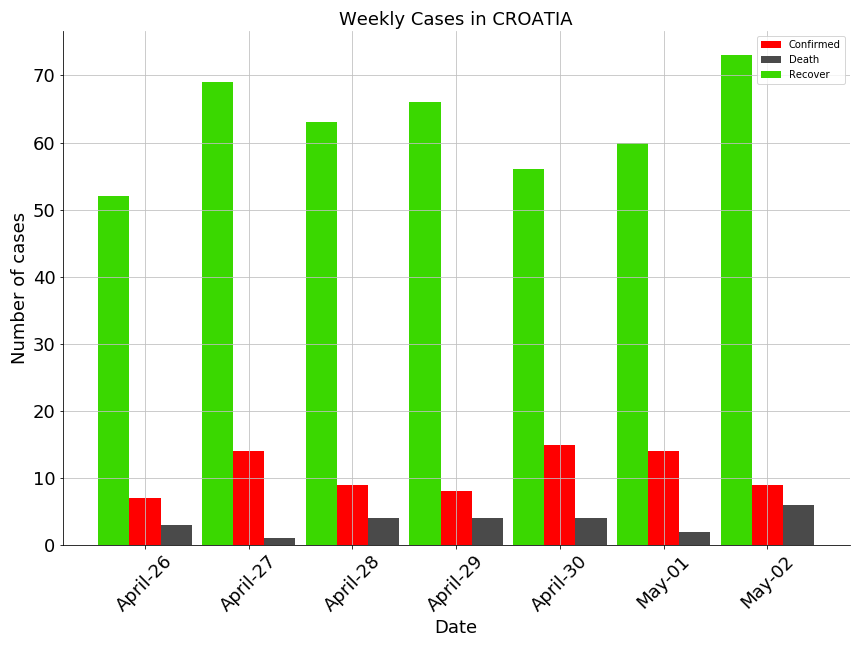 Weekly Cases in CROATIA
Confirmed
Death
Recover
Number of cases
70
60
50
40
30
20
10
0
April-26
April-27
April-28
April-29
April-30
May-01
May-02
Date